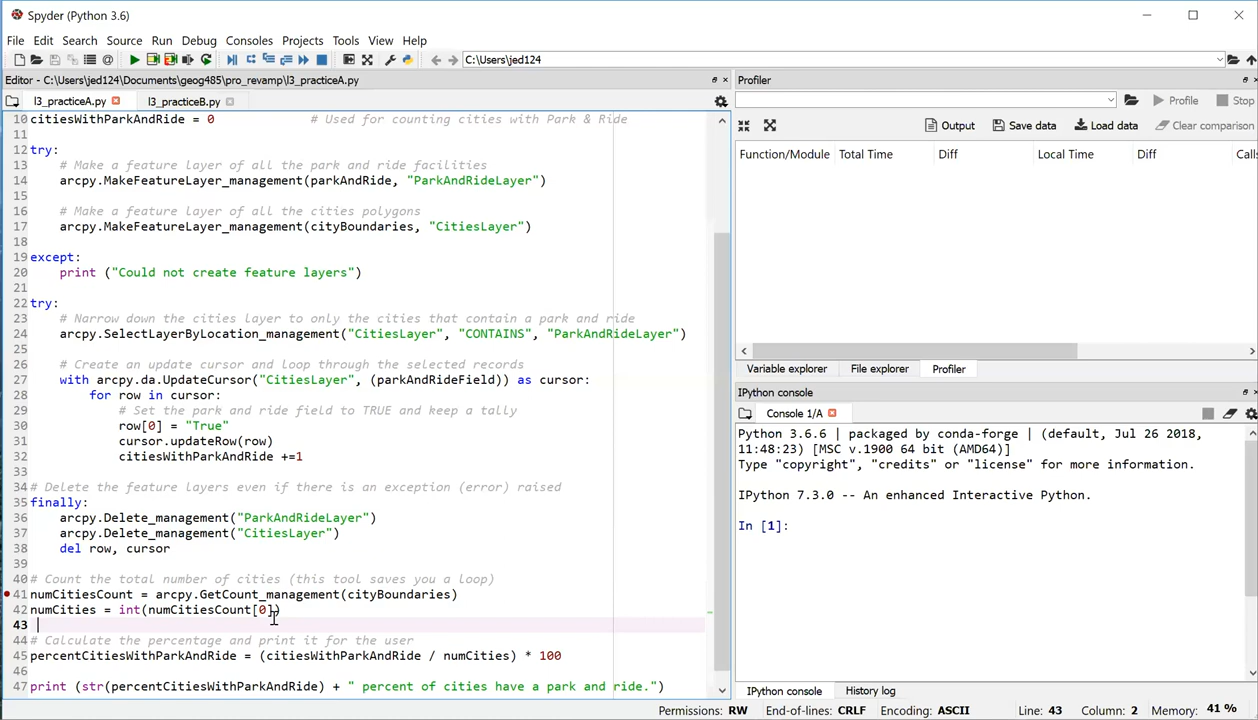 Spyder (Python 3.6)
File Edit Search Source Run Debug Consoles Projects Tools View Help
C:\Users\jed124
Editor - C:\Users\jed124\Documents\geog485\pro_revamp\l3_practiceA.py
l3_practiceA.py l3_practiceB.py
10 citiesWithParkAndRide = 0 # Used for counting cities with Park & Ride
11
12 try:
13 # Make a feature layer of all the park and ride facilities
14 arcpy.MakeFeatureLayer_management(parkAndRide, "ParkAndRideLayer")
15
16 # Make a feature layer of all the cities polygons
17 arcpy.MakeFeatureLayer_management(cityBoundaries, "CitiesLayer")
18
19 except:
20 print ("Could not create feature layers")
21
22 try:
23 # Narrow down the cities layer to only the cities that contain a park and ride
24 arcpy.SelectLayerByLocation_management("CitiesLayer", "CONTAINS", "ParkAndRideLayer")
25
26 # Create an update cursor and loop through the selected records
27 with arcpy.da.UpdateCursor("CitiesLayer", (parkAndRideField)) as cursor:
28 for row in cursor:
29 # Set the park and ride field to TRUE and keep a tally
30 row[0] = "True"
31 cursor.updateRow(row)
32 citiesWithParkAndRide +=1
33
34 # Delete the feature layers even if there is an exception (error) raised
35 finally:
36 arcpy.Delete_management("ParkAndRideLayer")
37 arcpy.Delete_management("CitiesLayer")
38 del row, cursor
39
40 # Count the total number of cities (this tool saves you a loop)
41 numCitiesCount = arcpy.GetCount_management(cityBoundaries)
42 numCities = int(numCitiesCount[0])
43
44 # Calculate the percentage and print it for the user
45 percentCitiesWithParkAndRide = (citiesWithParkAndRide / numCities) * 100
46
47 print (str(percentCitiesWithParkAndRide) + " percent of cities have a park and ride.")
Profiler
Profile Stop
Output Save data Load data Clear comparison
Function/Module Total Time Diff Local Time Diff Calls
Variable explorer File explorer Profiler
IPython console
Console 1/A
Python 3.6.6 | packaged by conda-forge | (default, Jul 26 2018,
11:48:23) [MSC v.1900 64 bit (AMD64)]
Type "copyright", "credits" or "license" for more information.
IPython 7.3.0 -- An enhanced Interactive Python.
In [1]:
IPython console History log
Permissions: RW End-of-lines: CRLF Encoding: ASCII Line: 43 Column: 2 Memory: 41 %